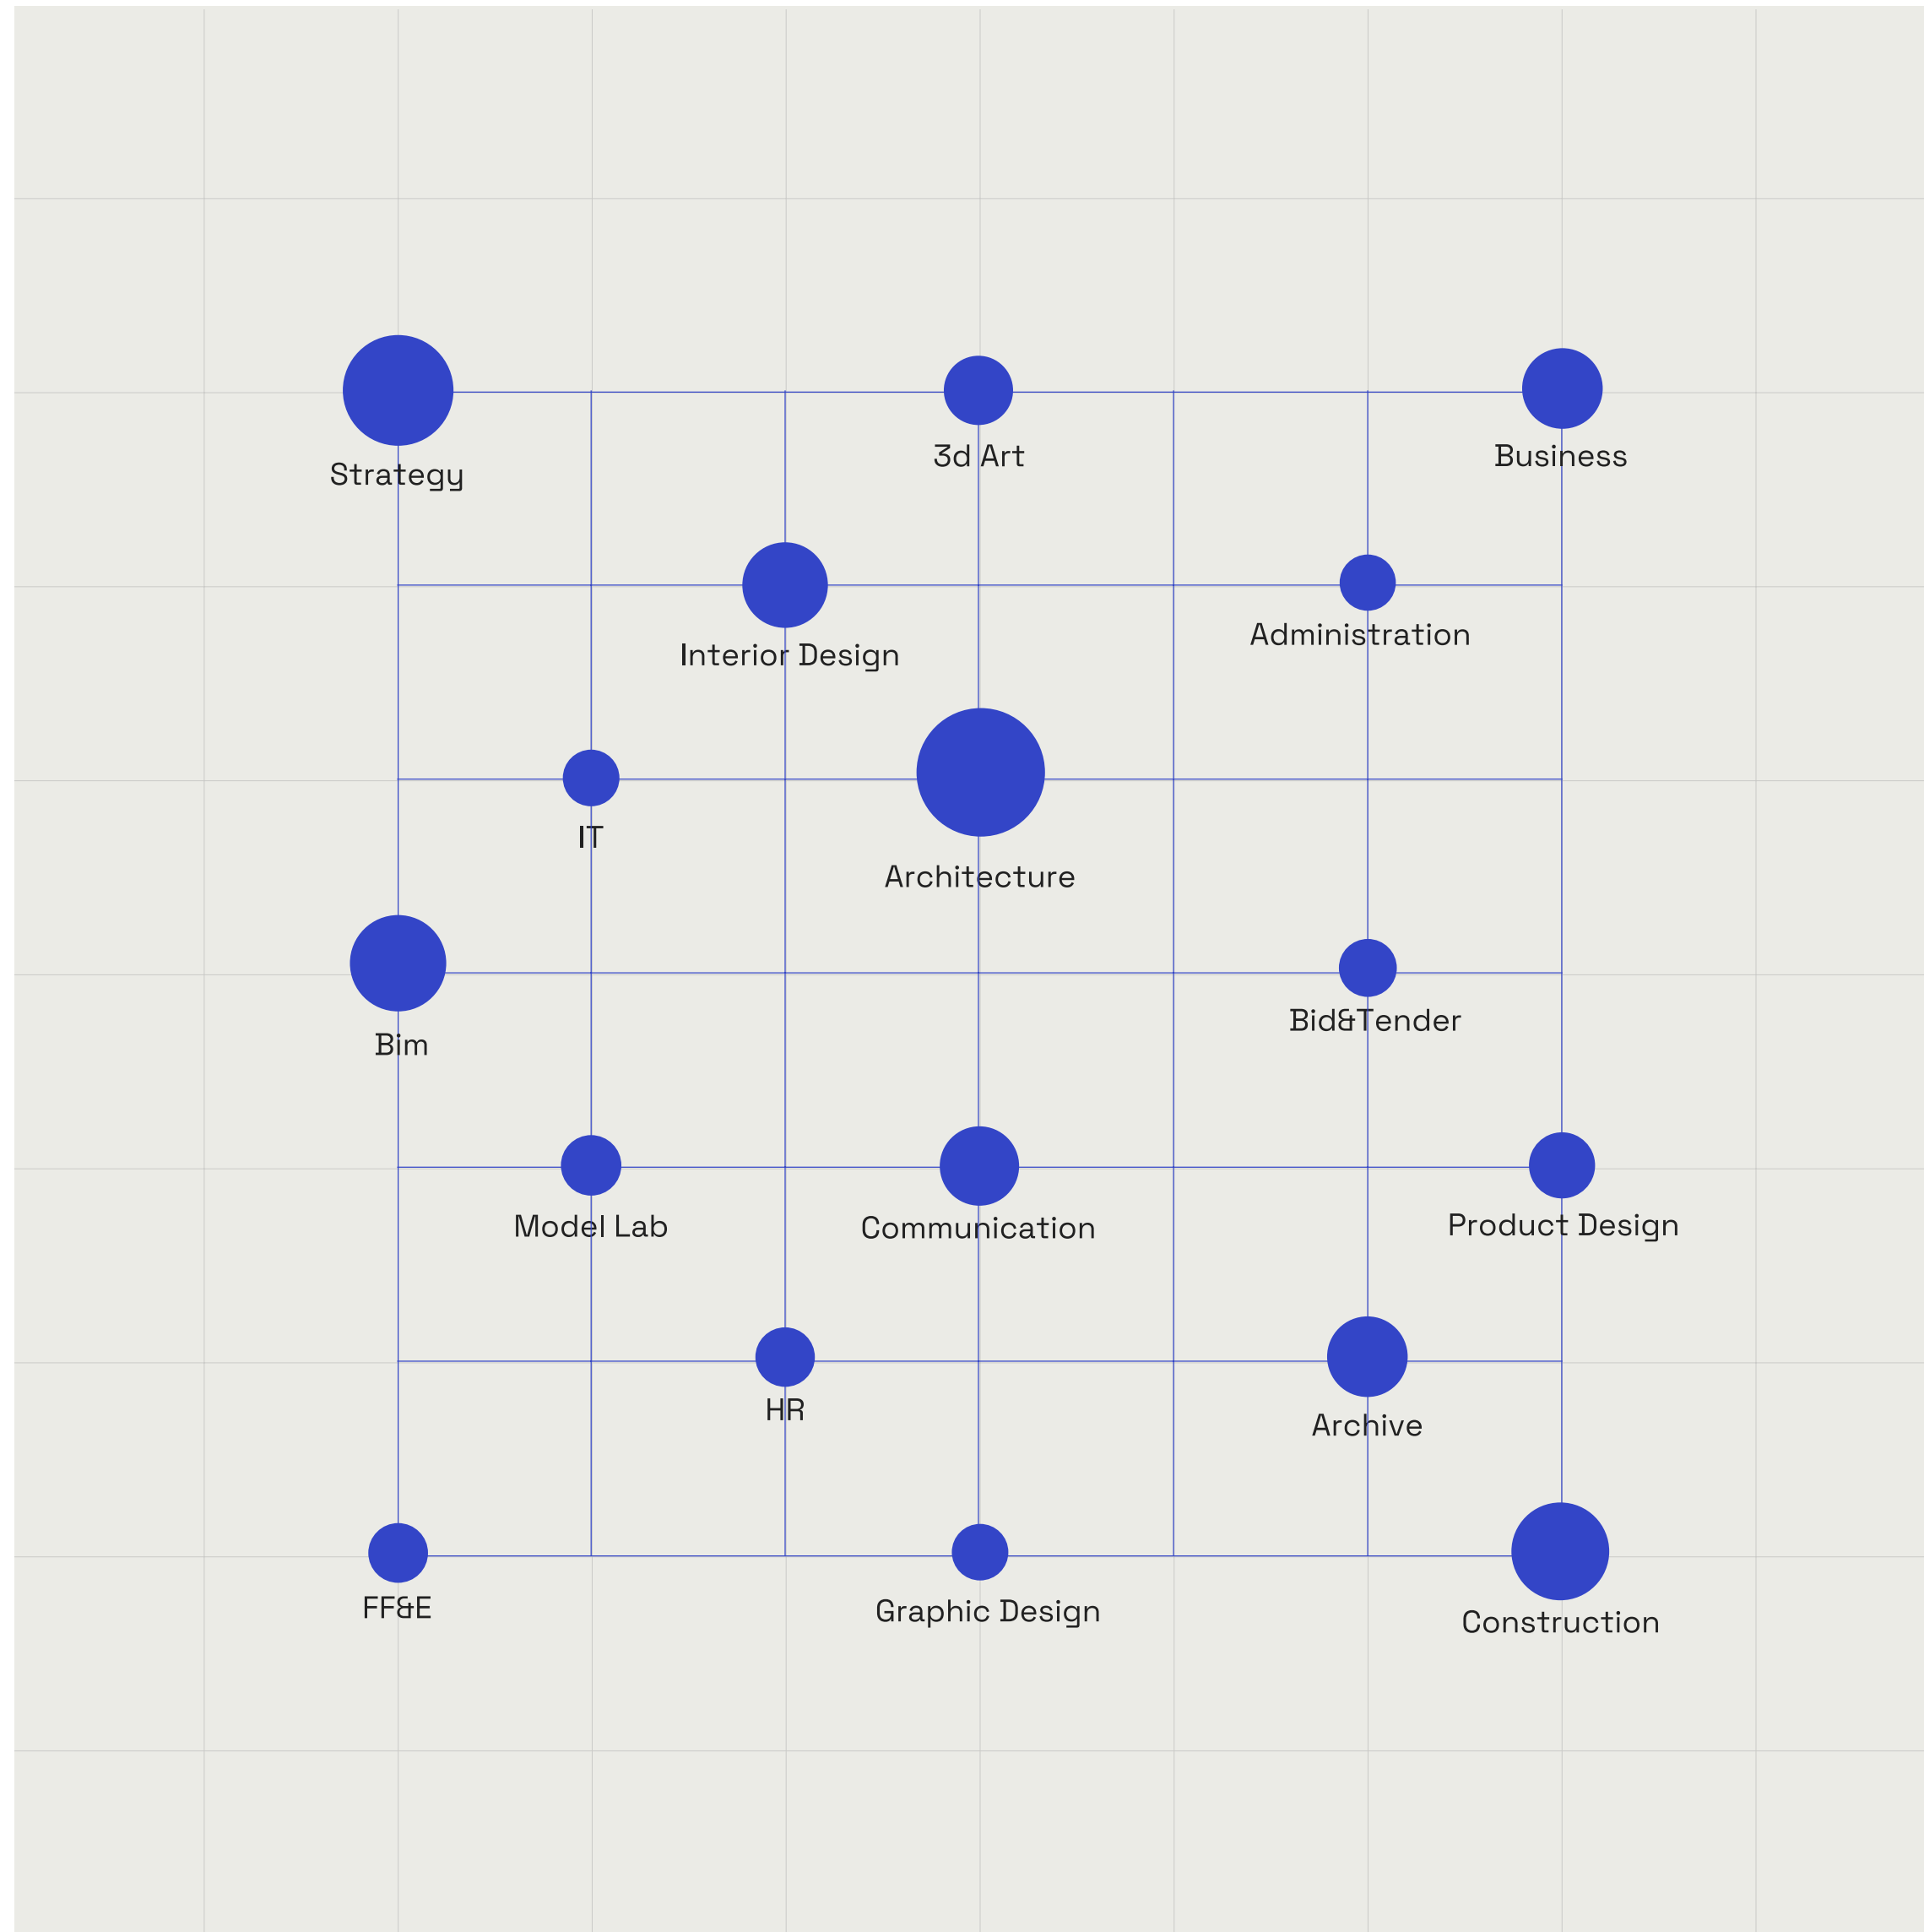 3d Art
Business
Strategy
Administration
Interior Design
IT
Architecture
Bid&Tender
Bim
Model Lab
Communication
Product Design
HR
Archive
FF&E
Graphic Design
Construction